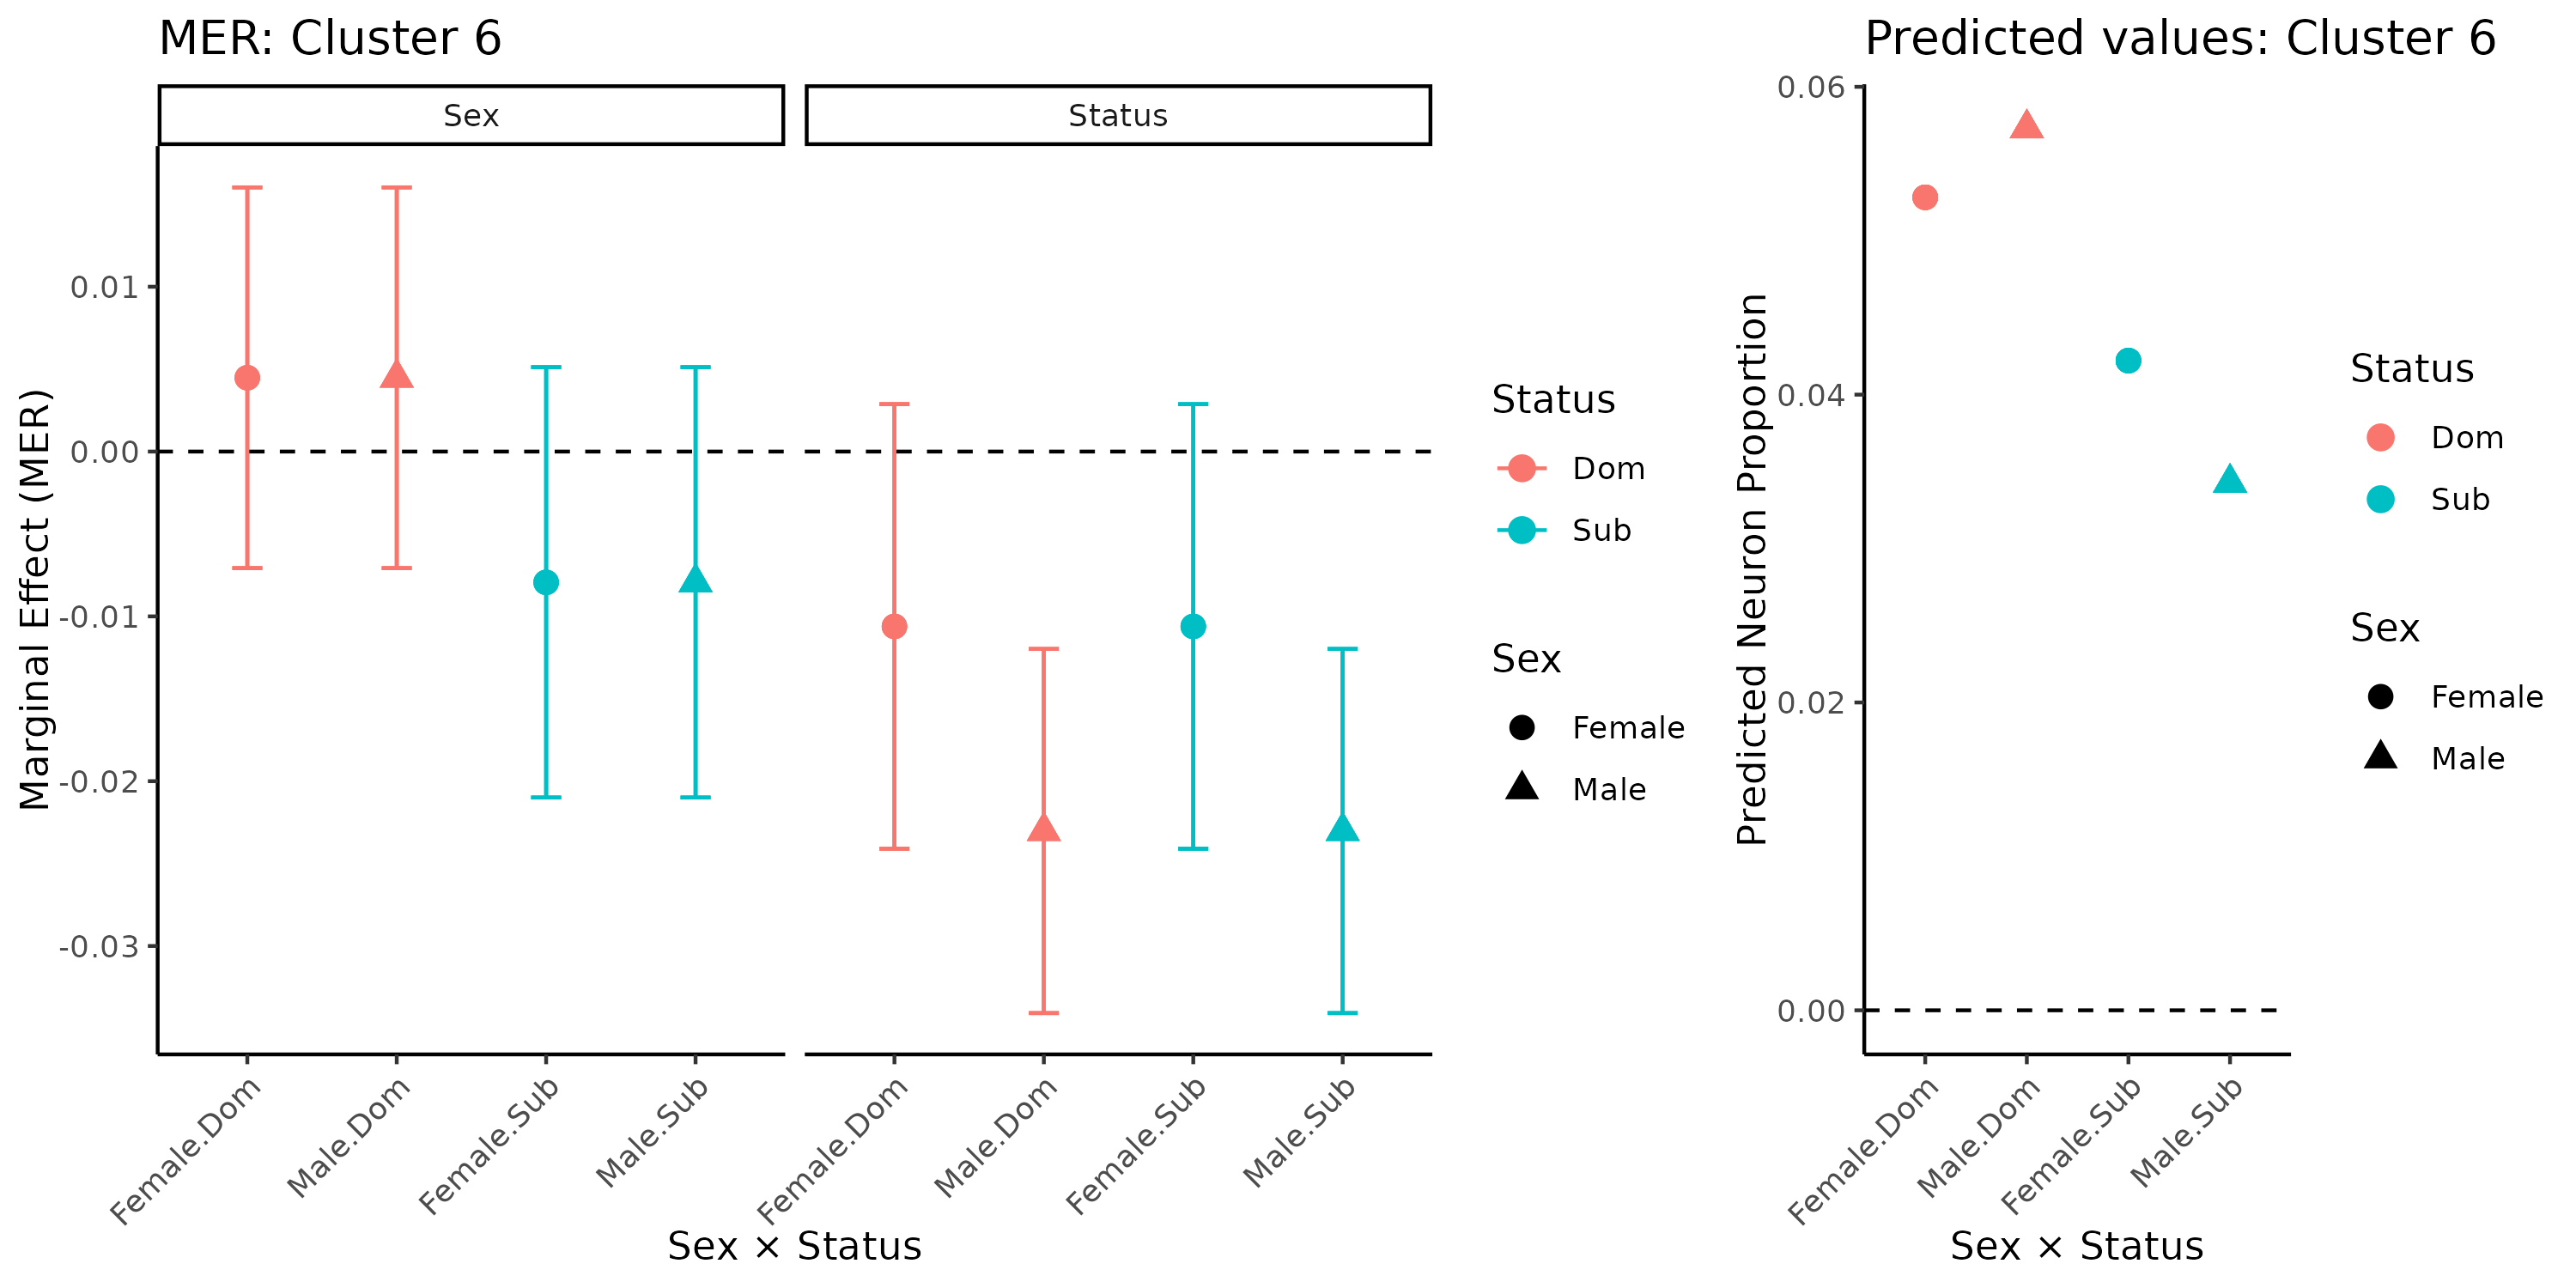 MER: Cluster 6
Sex
Status
Marginal Effect (MER)
0.01
0.00
-0.01
-0.02
-0.03
Female.Dom
Male.Dom
Female.Sub
Male.Sub
Female.Dom
Male.Dom
Female.Sub
Male.Sub
Sex × Status
Status
Dom
Sub
Sex
Female
Male
Predicted values: Cluster 6
Predicted Neuron Proportion
0.06
0.04
0.02
0.00
Female.Dom
Male.Dom
Female.Sub
Male.Sub
Sex × Status
Status
Dom
Sub
Sex
Female
Male